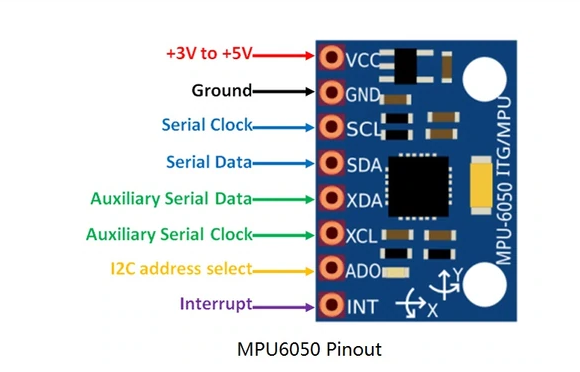 +3V to +5V VCC
Ground GND
Serial Clock SCL
Serial Data SDA
Auxiliary Serial Data XDA
Auxiliary Serial Clock XCL
I2C address select ADO
Interrupt INT
X
Y
MPU-6050 ITG/MPU
MPU6050 Pinout